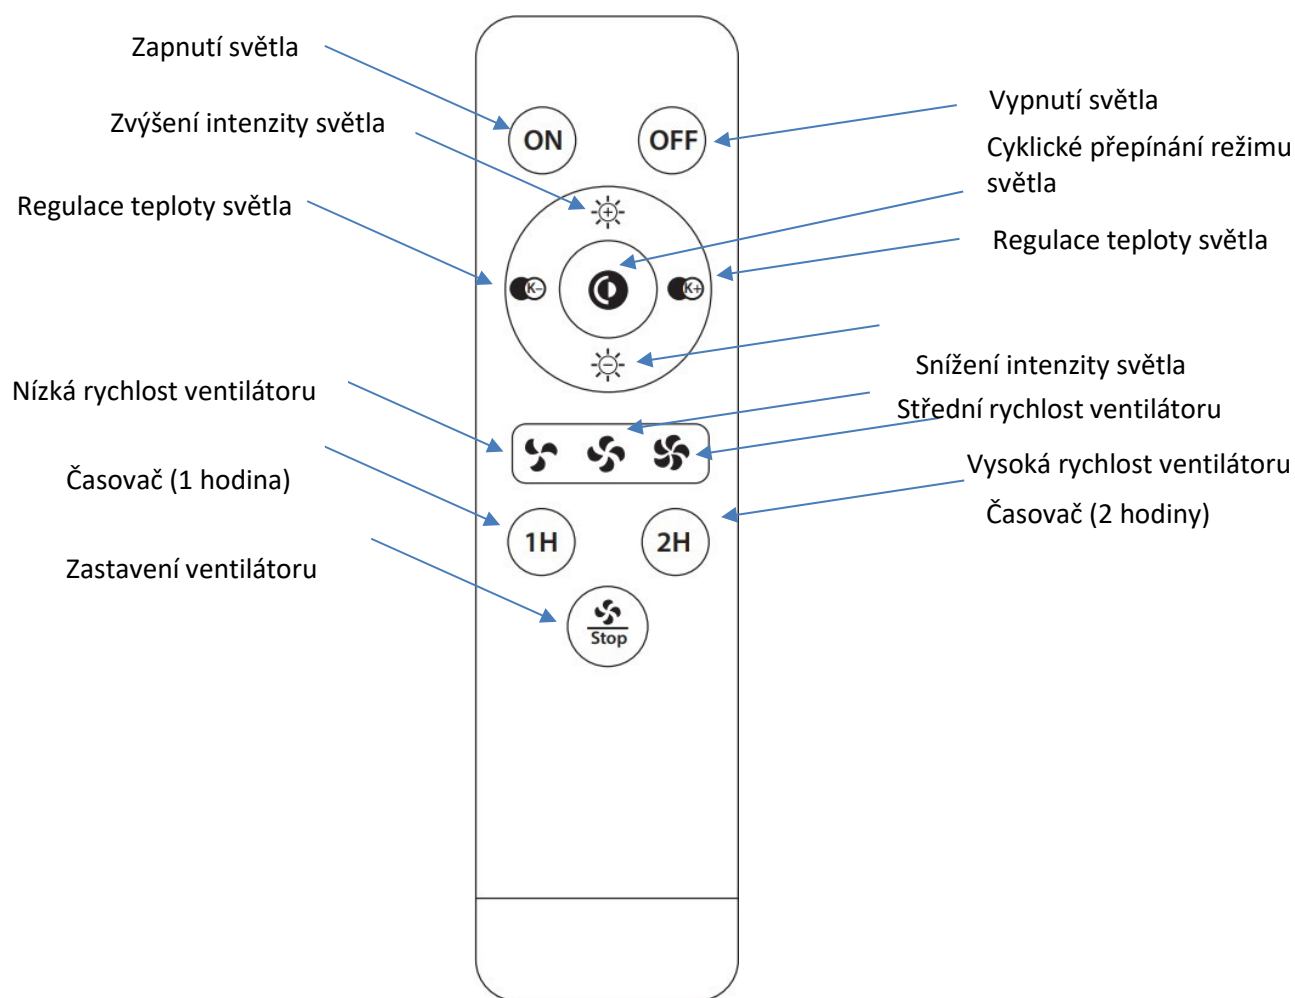 Zapnutí světla
Zvýšení intenzity světla
Regulace teploty světla
Nízká rychlost ventilátoru
Časovač (1 hodina)
Zastavení ventilátoru
ON
OFF
K-
K+
1H
2H
Stop
Vypnutí světla
Cyklické přepínání režimu
světla
Regulace teploty světla
Snížení intenzity světla
Střední rychlost ventilátoru
Vysoká rychlost ventilátoru
Časovač (2 hodiny)